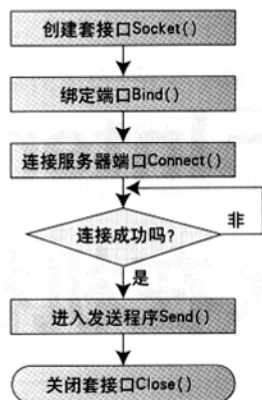 创建套接口Socket()
绑定端口Bind()
连接服务器端口Connect()
连接成功吗?
非
是
进入发送程序Send()
关闭套接口Close()